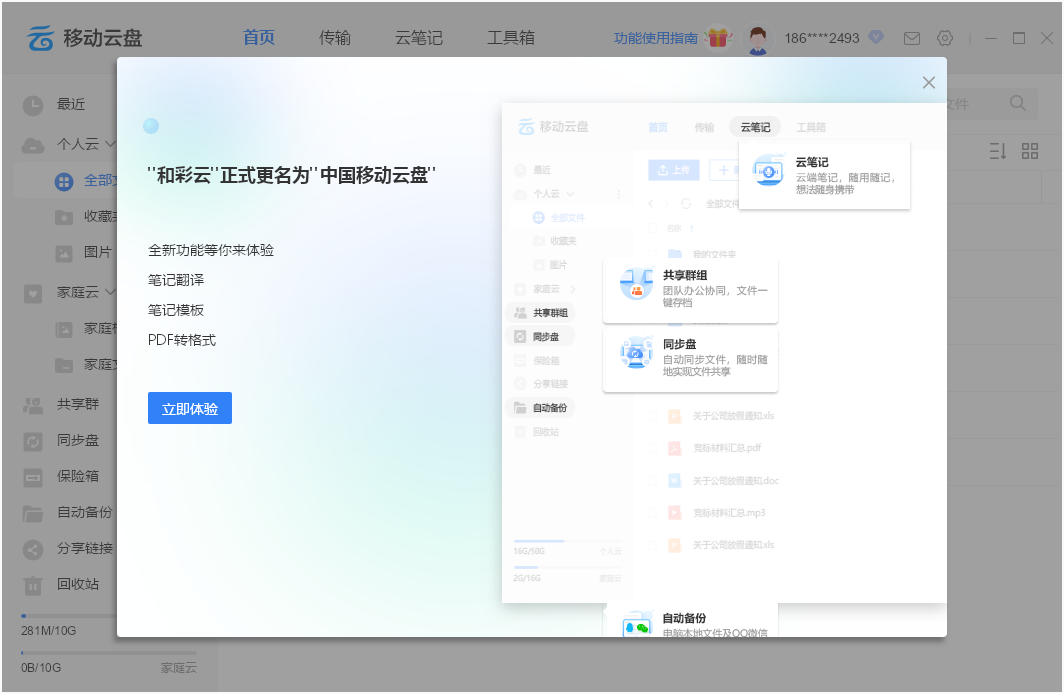 移动云盘
首页
传输
云笔记
工具箱
功能使用指南
186****2493
最近
个人云
全部文
收藏夹
图片
家庭云
家庭相
家庭文
共享群
同步盘
保险箱
自动备份
分享链接
回收站
281M/10G
0B/10G
家庭云
文件
"和彩云"正式更名为"中国移动云盘"
全新功能等你来体验
笔记翻译
笔记模板
PDF转格式
立即体验
移动云盘
首页
传输
云笔记
工具箱
云笔记
云端笔记，随用随记，
想法随身携带
上传
最近
个人云
全部文件
全部文件
收藏夹
名称
图片
我的文件夹
家庭云
共享群组
同步盘
保险箱
分享链接
自动备份
回收站
共享群组
团队办公协同，文件一
键存档
同步盘
自动同步文件，随时随
地实现文件共享
关于公司放假通知.xls
竞标材料汇总.pdf
关于公司放假通知.doc
竞标材料汇总.mp3
关于公司放假通知.xls
16G/50G
个人云
2G/16G
家庭云
自动备份
电脑本地文件及QQ微信